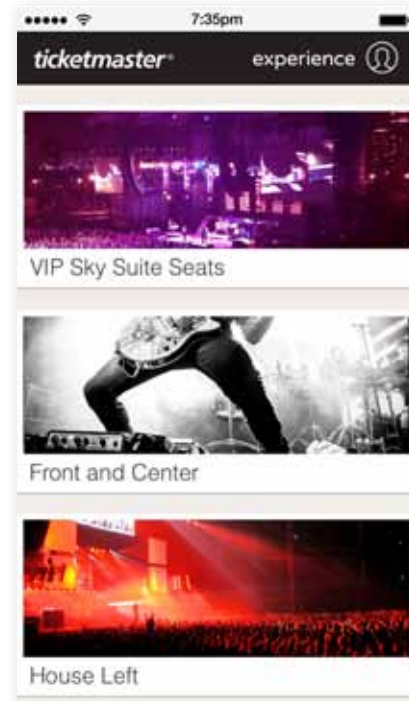 7:35pm
ticketmaster®
experience
VIP Sky Suite Seats
Front and Center
House Left